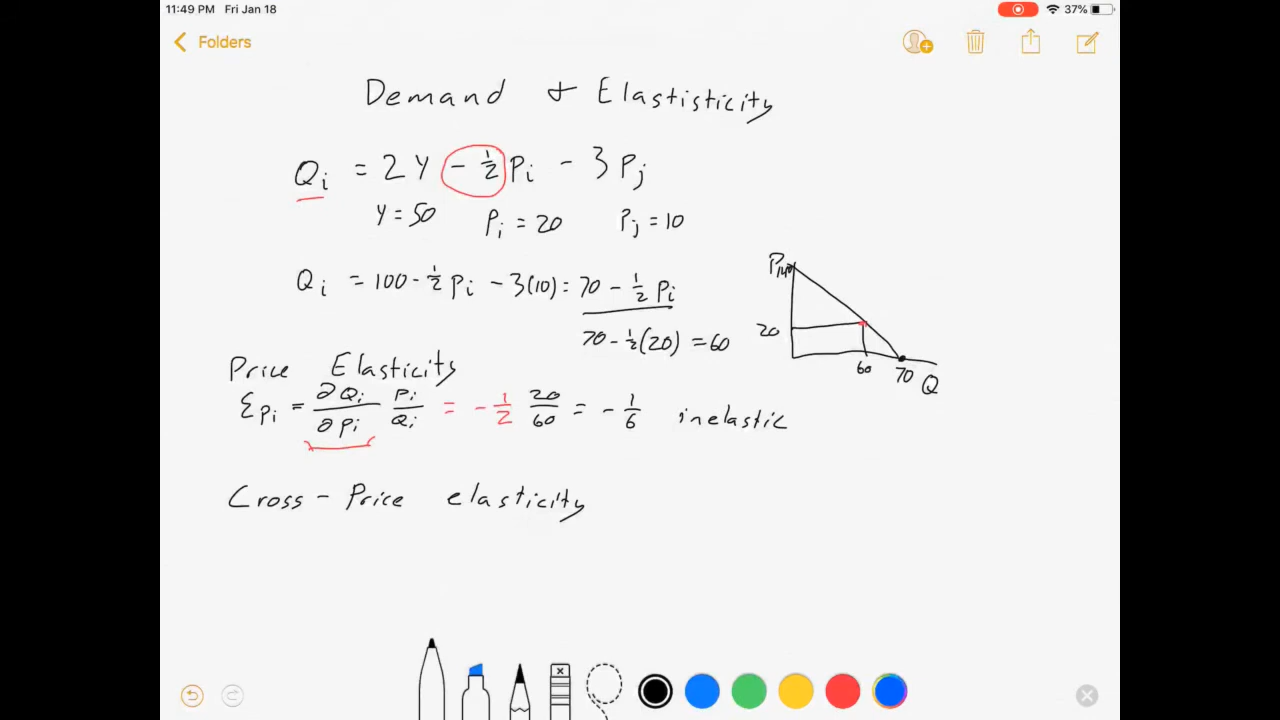 11:49 PM Fri Jan 18 37%
Folders
Demand & Elastisticity
Qi = 2Y - 1/2 Pi - 3Pj
Y = 50 Pi = 20 Pj = 10
Qi = 100 - 1/2 Pi - 3(10) = 70 - 1/2 Pi
70 - 1/2(20) = 60
P 140
20
60 70 Q
Price Elasticity
Σpi = ∂Qi/∂Pi Pi/Qi = - 1/2 20/60 = - 1/6 inelastic
Cross - Price elasticity